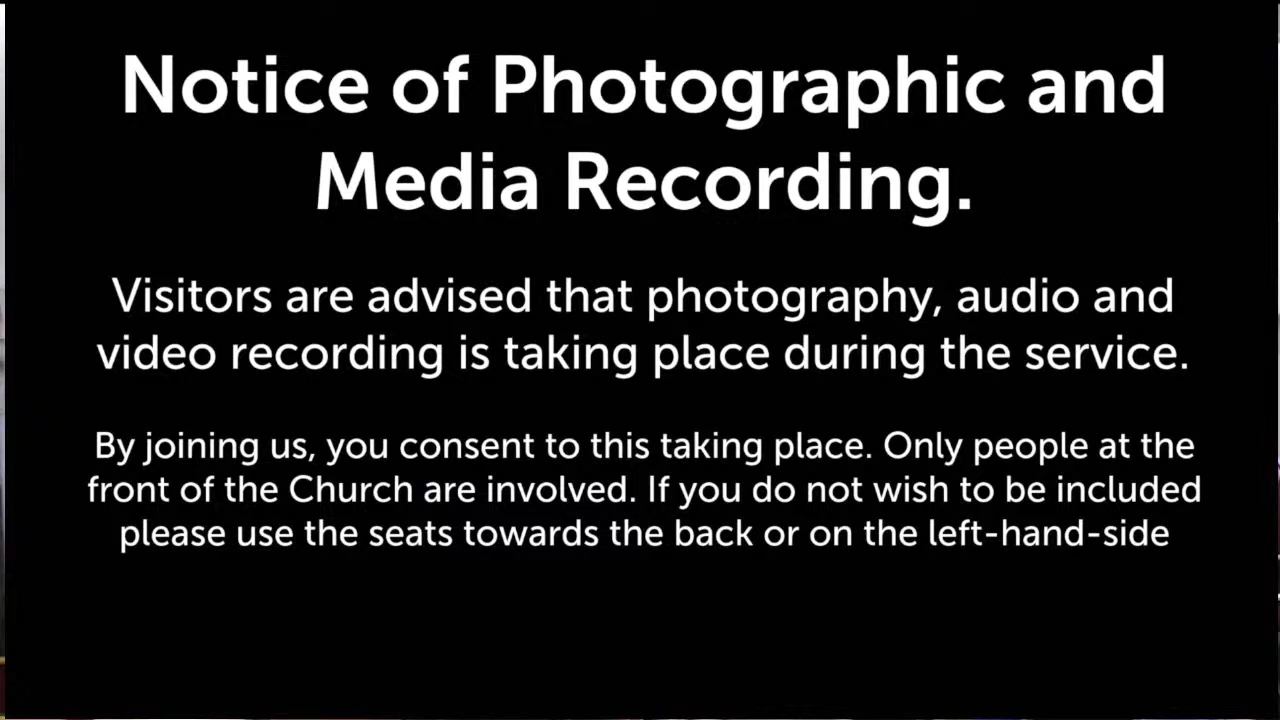 Notice of Photographic and
Media Recording.
Visitors are advised that photography, audio and
video recording is taking place during the service.
By joining us, you consent to this taking place. Only people at the
front of the Church are involved. If you do not wish to be included
please use the seats towards the back or on the left-hand-side